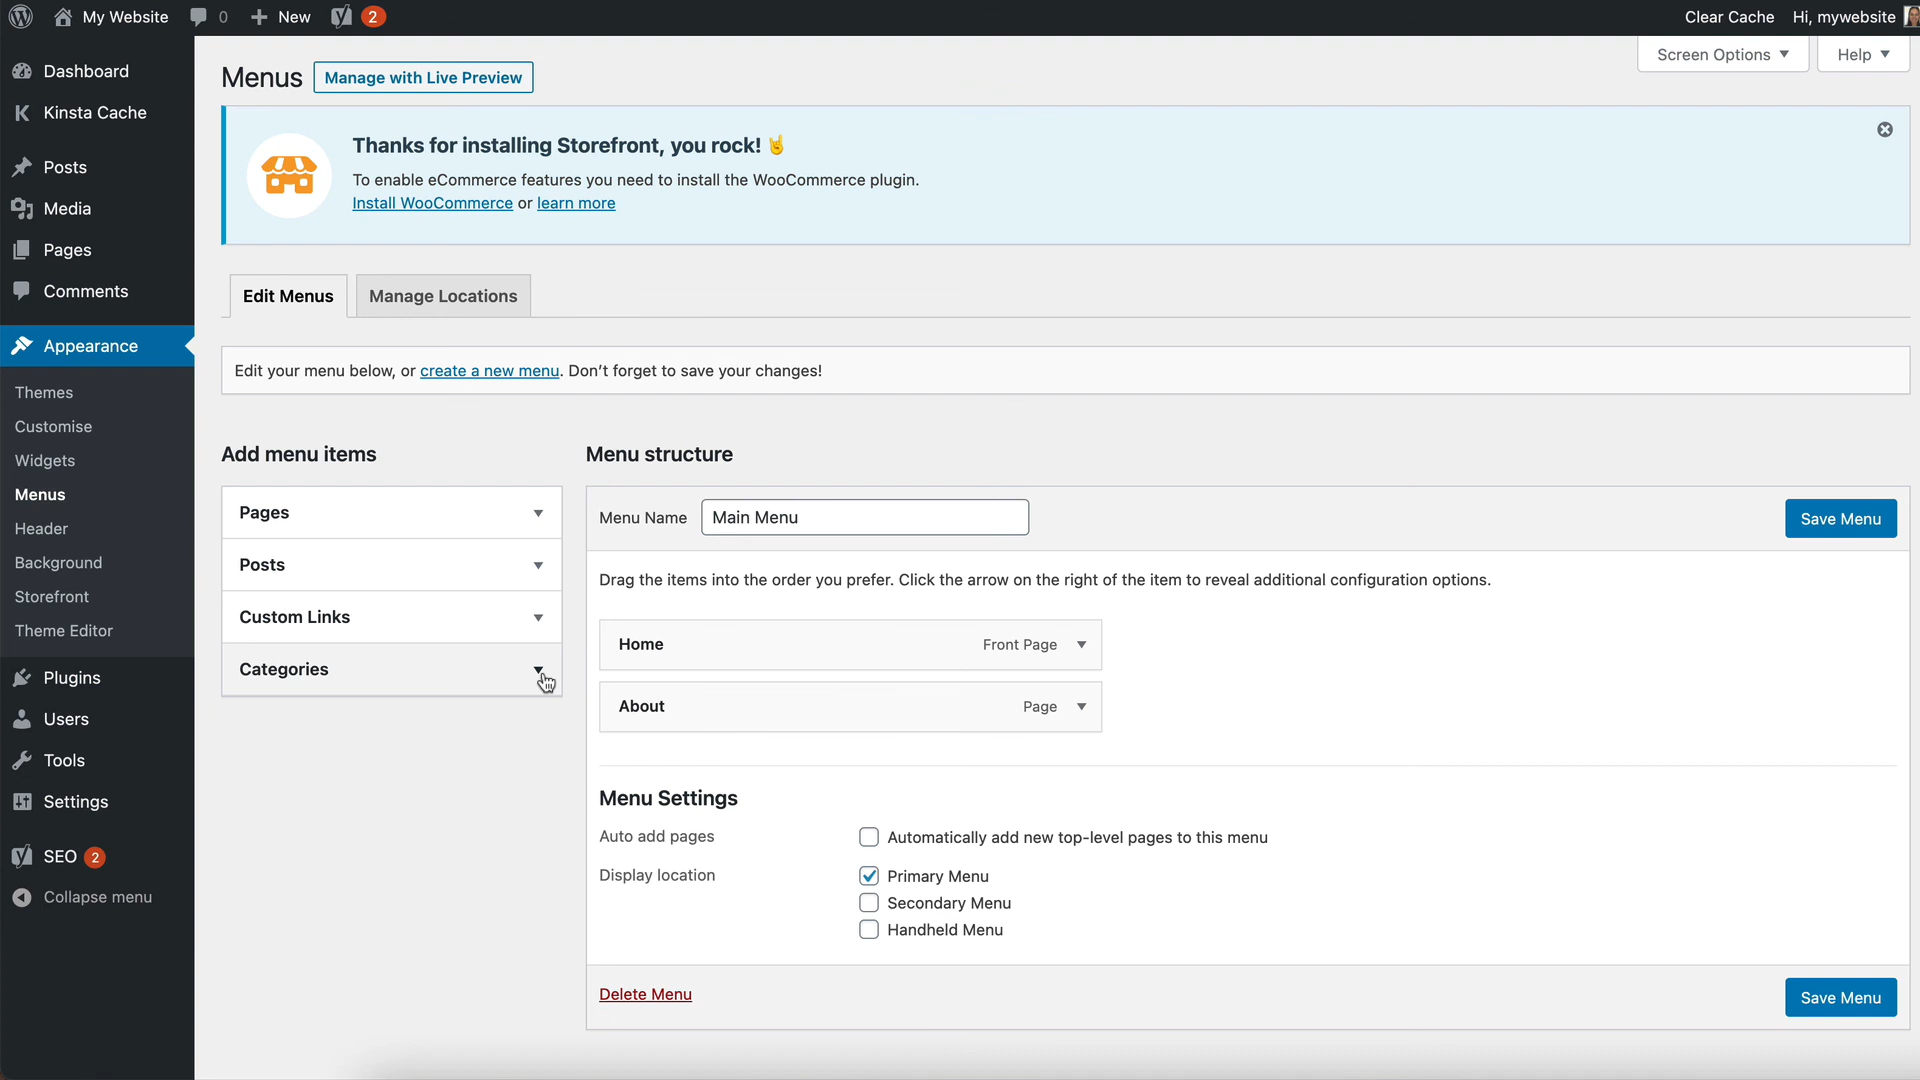 My Website 0 New 2 Clear Cache Hi, mywebsite
Dashboard
Kinsta Cache
Posts
Media
Pages
Comments
Appearance
Themes
Customise
Widgets
Menus
Header
Background
Storefront
Theme Editor
Plugins
Users
Tools
Settings
SEO 2
Collapse menu
Screen Options Help
Menus Manage with Live Preview
Thanks for installing Storefront, you rock! 🤘
To enable eCommerce features you need to install the WooCommerce plugin.
Install WooCommerce or learn more
Edit Menus Manage Locations
Edit your menu below, or create a new menu. Don’t forget to save your changes!
Add menu items
Pages
Posts
Custom Links
Categories
Menu structure
Menu Name Main Menu Save Menu
Drag the items into the order you prefer. Click the arrow on the right of the item to reveal additional configuration options.
Home Front Page
About Page
Menu Settings
Auto add pages Automatically add new top-level pages to this menu
Display location Primary Menu
Secondary Menu
Handheld Menu
Delete Menu Save Menu